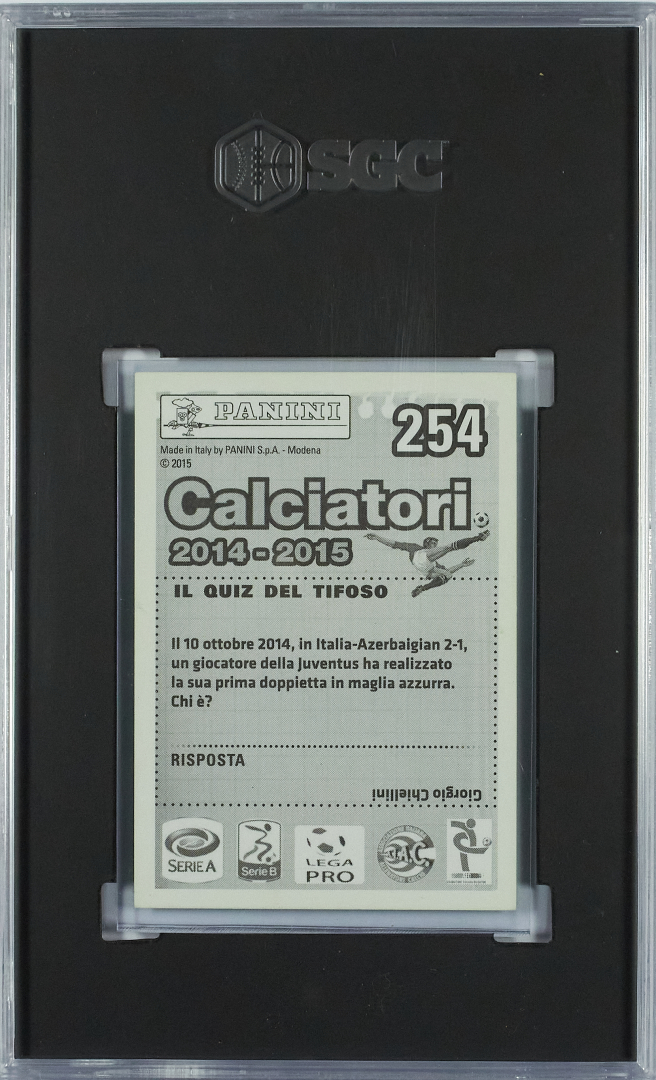 SGC
PANINI
254
Made in Italy by PANINI S.p.A. - Modena
© 2015
Calciatori
2014 - 2015
IL QUIZ DEL TIFOSO
Il 10 ottobre 2014, in Italia-Azerbaigian 2-1,
un giocatore della Juventus ha realizzato
la sua prima doppietta in maglia azzurra.
Chi è?
RISPOSTA
Giorgio Chiellini
SERIE A
Serie B
LEGA
PRO